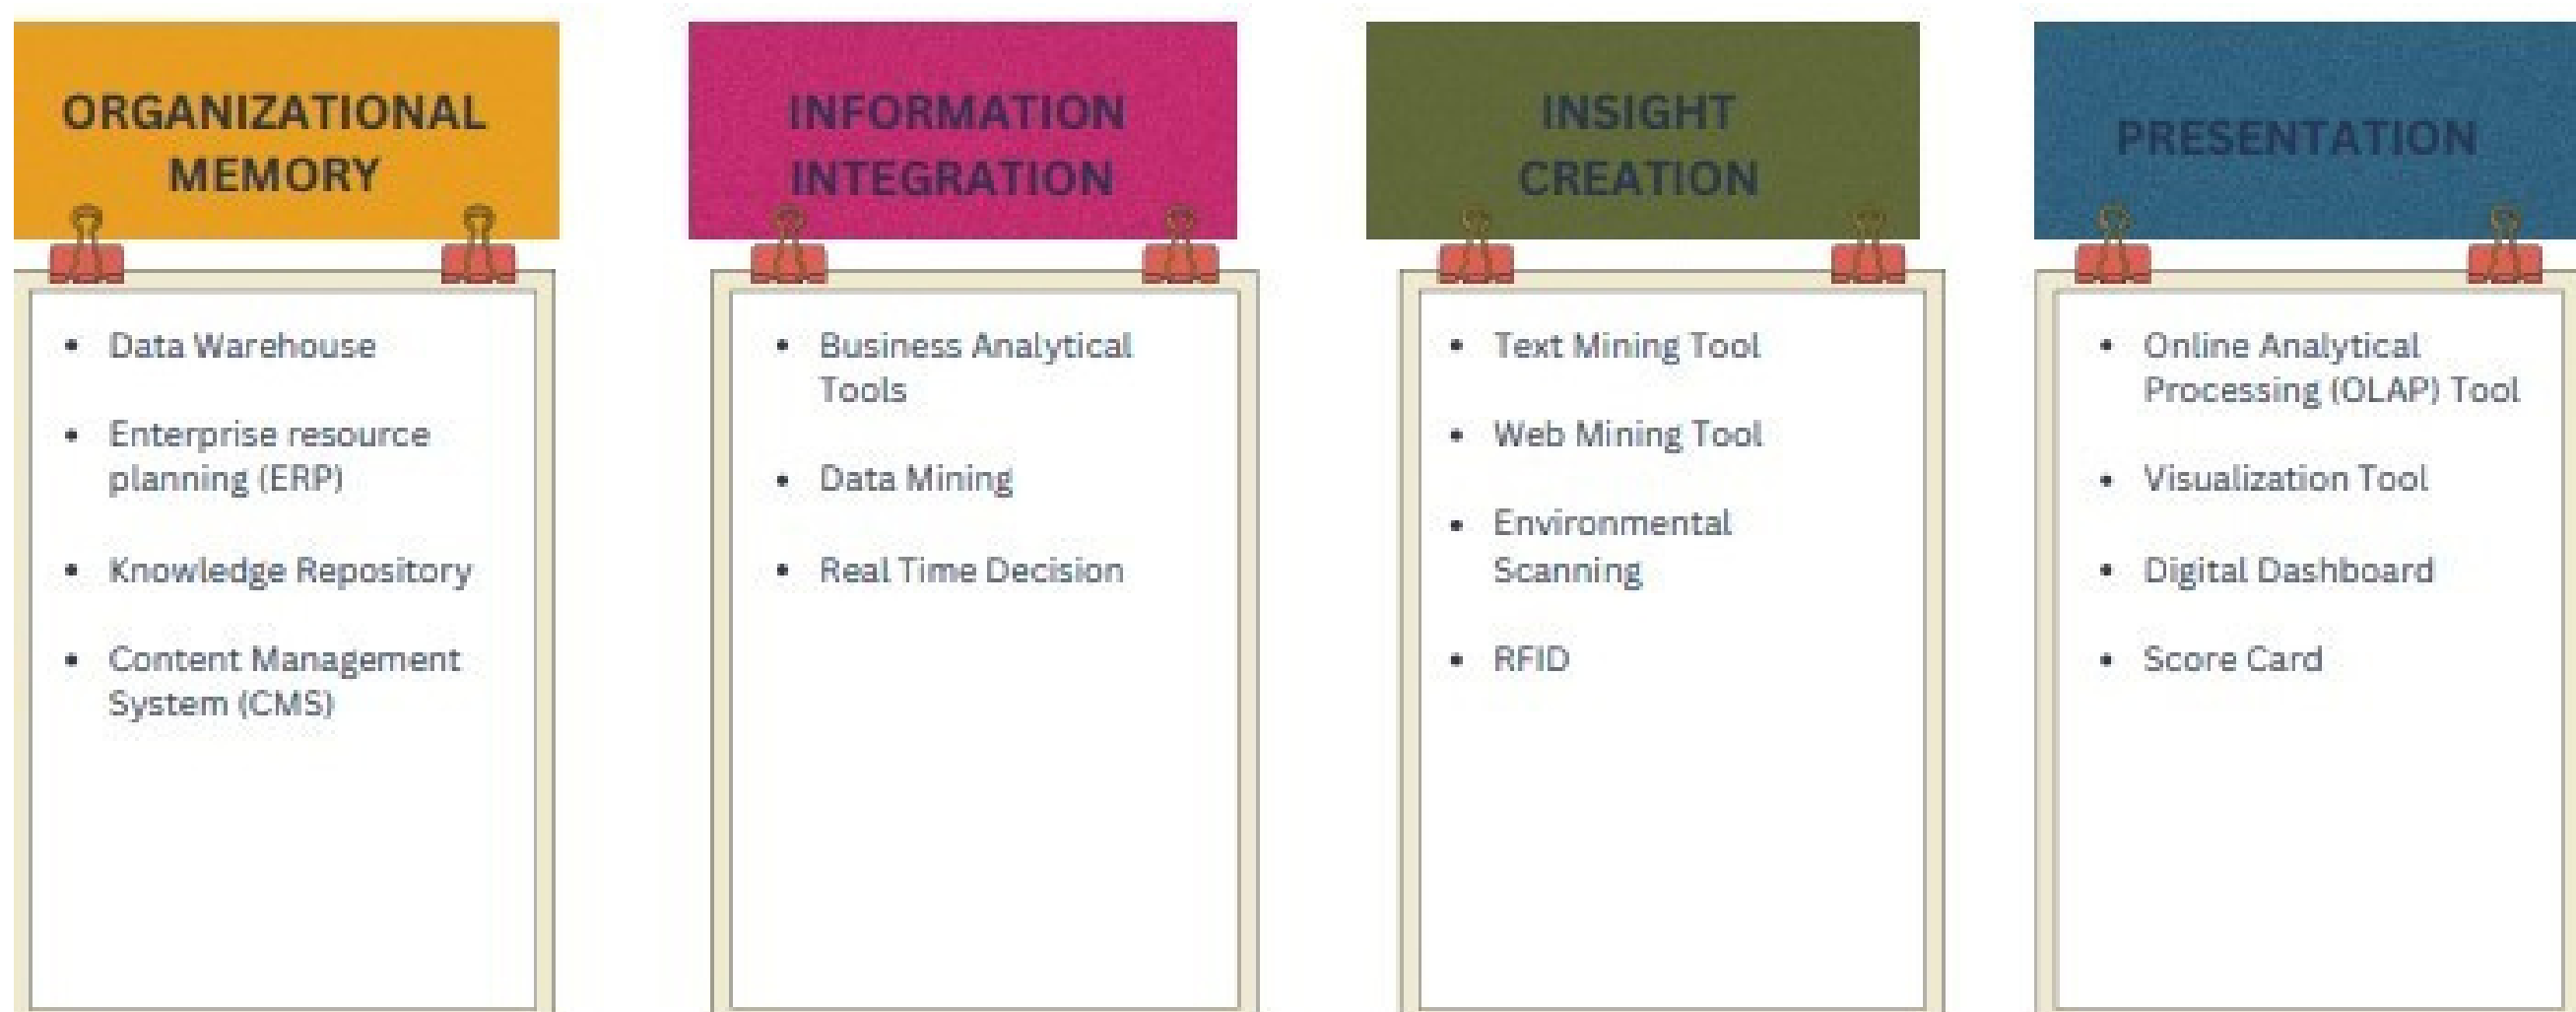 ORGANIZATIONAL
MEMORY
• Data Warehouse
• Enterprise resource
planning (ERP)
• Knowledge Repository
• Content Management
System (CMS)
INFORMATION
INTEGRATION
• Business Analytical
Tools
• Data Mining
• Real Time Decision
INSIGHT
CREATION
• Text Mining Tool
• Web Mining Tool
• Environmental
Scanning
• RFID
PRESENTATION
• Online Analytical
Processing (OLAP) Tool
• Visualization Tool
• Digital Dashboard
• Score Card